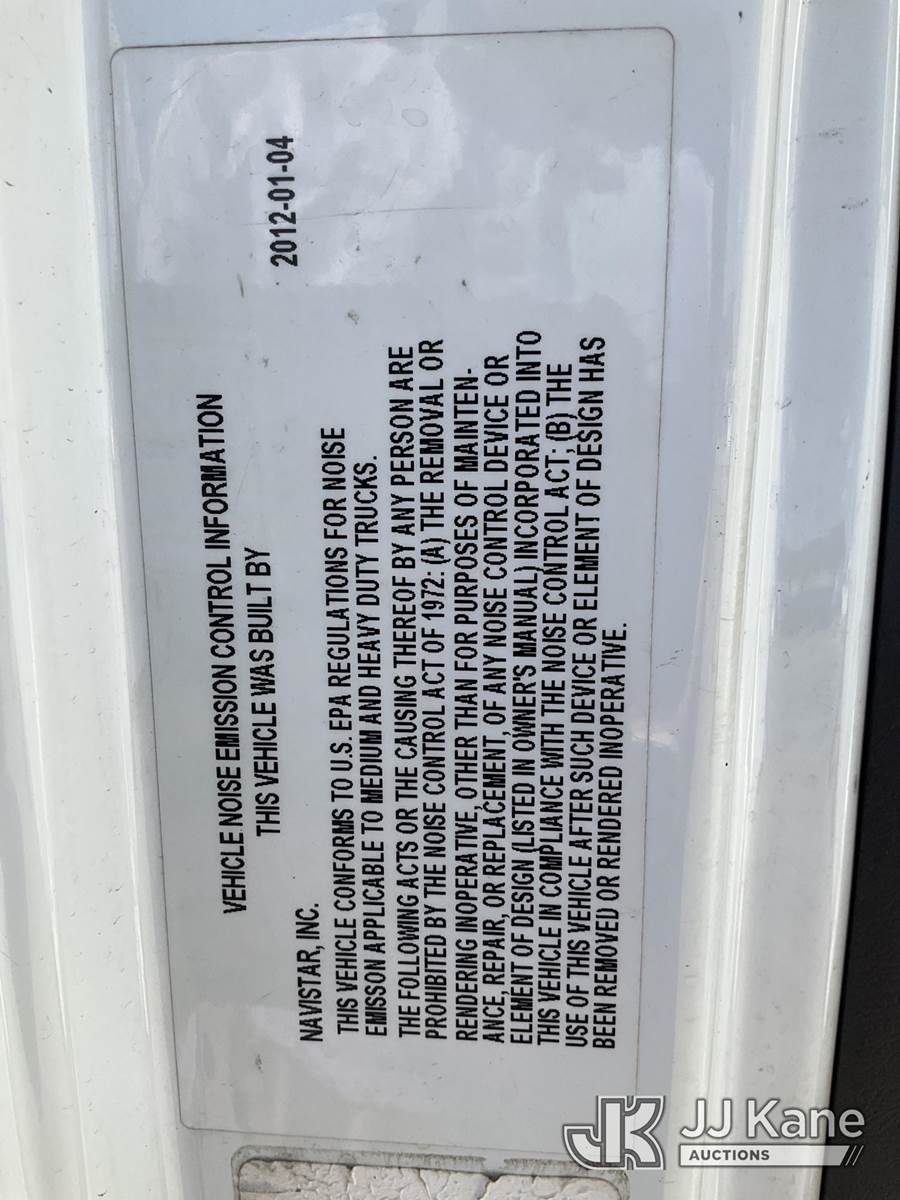 VEHICLE NOISE EMISSION CONTROL INFORMATION
THIS VEHICLE WAS BUILT BY
NAVISTAR, INC.
2012-01-04
THIS VEHICLE CONFORMS TO U.S. EPA REGULATIONS FOR NOISE
EMISSON APPLICABLE TO MEDIUM AND HEAVY DUTY TRUCKS.
THE FOLLOWING ACTS OR THE CAUSING THEREOF BY ANY PERSON ARE
PROHIBITED BY THE NOISE CONTROL ACT OF 1972: (A) THE REMOVAL OR
RENDERING INOPERATIVE, OTHER THAN FOR PURPOSES OF MAINTEN-
ANCE, REPAIR, OR REPLACEMENT, OF ANY NOISE CONTROL DEVICE OR
ELEMENT OF DESIGN (LISTED IN OWNER'S MANUAL) INCORPORATED INTO
THIS VEHICLE IN COMPLIANCE WITH THE NOISE CONTROL ACT; (B) THE
USE OF THIS VEHICLE AFTER SUCH DEVICE OR ELEMENT OF DESIGN HAS
BEEN REMOVED OR RENDERED INOPERATIVE.
JK JJ Kane
AUCTIONS